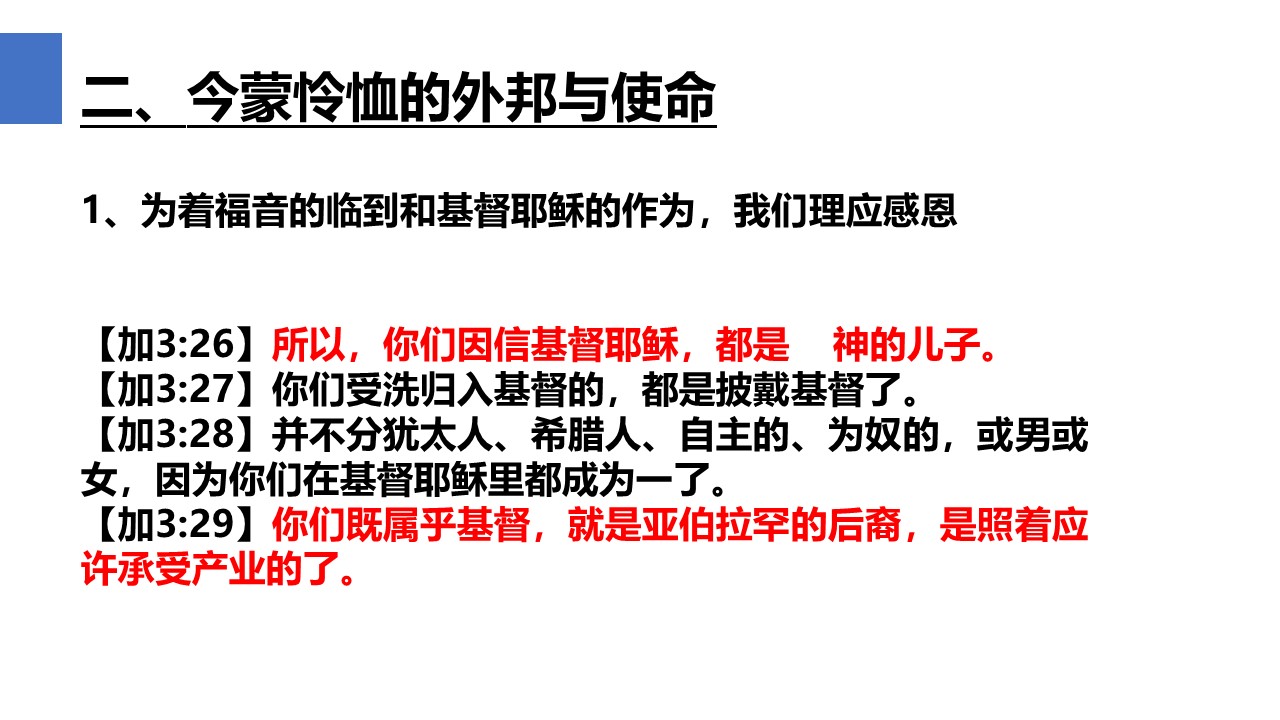 二、今蒙怜恤的外邦与使命
1、为着福音的临到和基督耶稣的作为，我们理应感恩
【加3:26】所以，你们因信基督耶稣，都是　神的儿子。
【加3:27】你们受洗归入基督的，都是披戴基督了。
【加3:28】并不分犹太人、希腊人、自主的、为奴的，或男或
女，因为你们在基督耶稣里都成为一了。
【加3:29】你们既属乎基督，就是亚伯拉罕的后裔，是照着应
许承受产业的了。